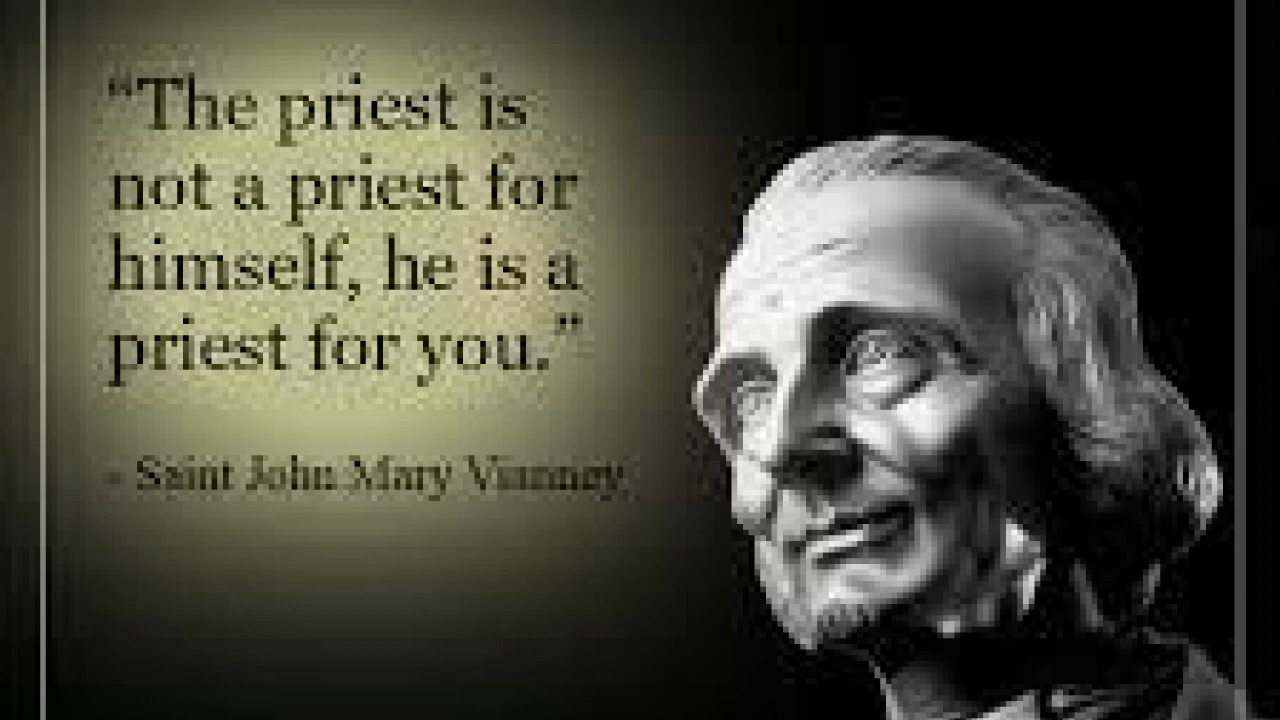 “The priest is
not a priest for
himself, he is a
priest for you.”
- Saint John Mary Vianney